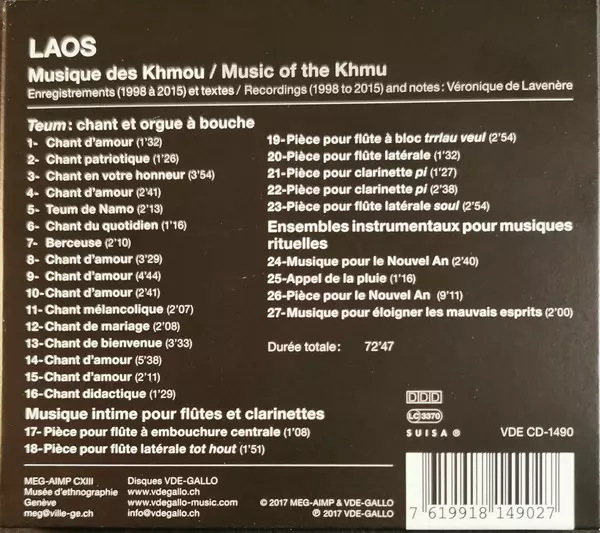 LAOS
Musique des Khmou / Music of the Khmu
Enregistrements (1998 à 2015) et textes / Recordings (1998 to 2015) and notes : Véronique de Lavenère
Teum : chant et orgue à bouche
1- Chant d'amour (1'32)
2- Chant patriotique (1'26)
3- Chant en votre honneur (3'54)
4- Chant d'amour (2'41)
5- Teum de Namo (2'13)
6- Chant du quotidien (1'16)
7- Berceuse (2'10)
8- Chant d'amour (3'29)
9- Chant d'amour (4'44)
10-Chant d'amour (2'41)
11- Chant mélancolique (2'07)
12-Chant de mariage (2'08)
13-Chant de bienvenue (3'33)
14-Chant d'amour (5'38)
15-Chant d'amour (2'11)
16-Chant didactique (1'29)
Musique intime pour flûtes et clarinettes
17- Pièce pour flûte à embouchure centrale (1'08)
18-Pièce pour flûte latérale tot hout (1'51)
19-Pièce pour flûte à bloc trrlau veul (2'54)
20-Pièce pour flûte latérale (1'32)
21-Pièce pour clarinette pi (1'27)
22-Pièce pour clarinette pi (2'38)
23-Pièce pour flûte latérale soul (2'54)
Ensembles instrumentaux pour musiques
rituelles
24-Musique pour le Nouvel An (2'40)
25-Appel de la pluie (1'16)
26-Pièce pour le Nouvel An (9'11)
27-Musique pour éloigner les mauvais esprits (2'00)
Durée totale : 72'47
DDD
LC 3370
SUISA ℗
VDE CD-1490
MEG-AIMP CXIII
Musée d'ethnographie
Genève
meg@ville-ge.ch
Disques VDE-GALLO
www.vdegallo.ch
www.vdegallo-music.com
info@vdegallo.ch
© 2017 MEG-AIMP & VDE-GALLO
℗ 2017 VDE-GALLO
7 619918 149027